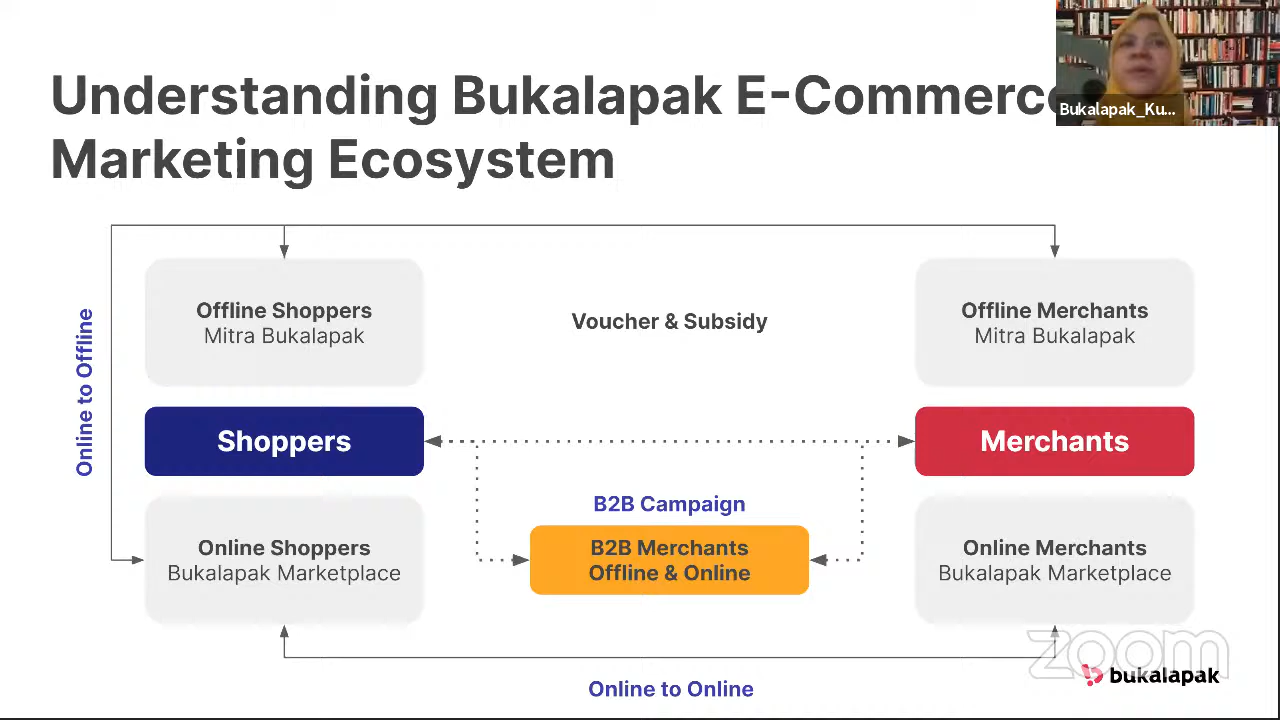 Understanding Bukalapak E-Commerce
Marketing Ecosystem
Bukalapak_Ku...
Online to Offline
Offline Shoppers
Mitra Bukalapak
Voucher & Subsidy
Offline Merchants
Mitra Bukalapak
Shoppers
Merchants
B2B Campaign
B2B Merchants
Offline & Online
Online Shoppers
Bukalapak Marketplace
Online Merchants
Bukalapak Marketplace
zoom
bukalapak
Online to Online